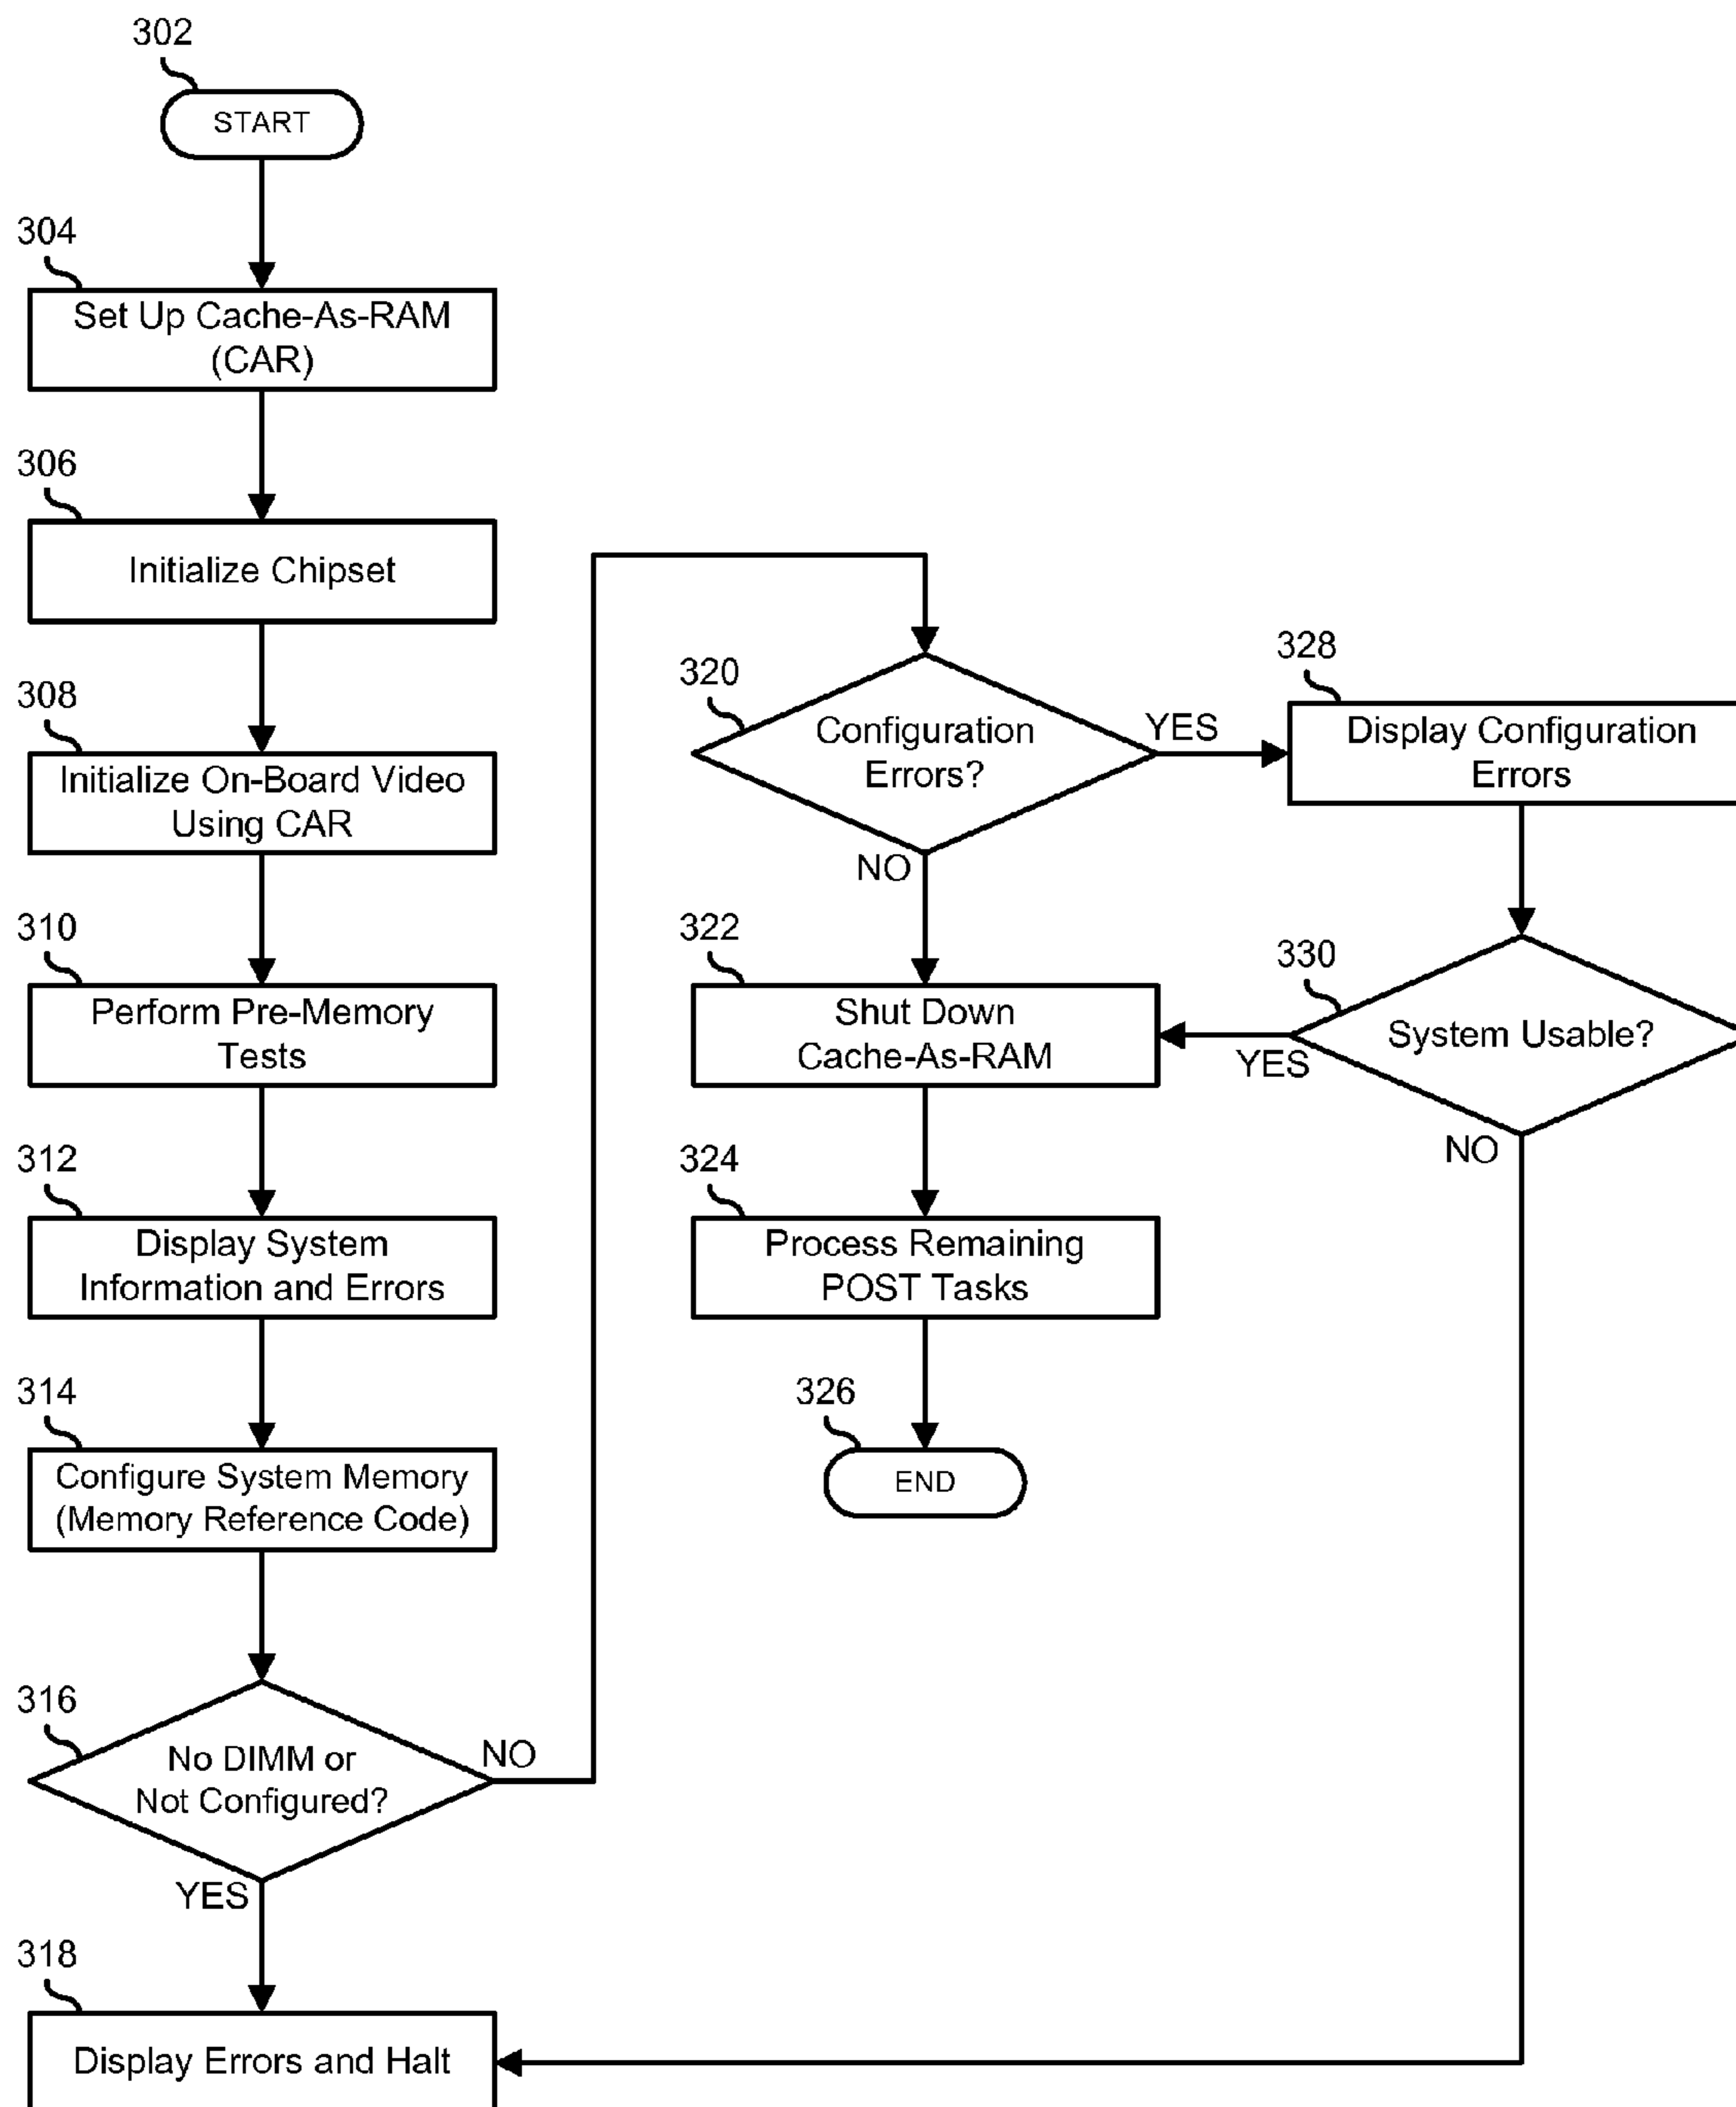 302
START
304
Set Up Cache-As-RAM
(CAR)
306
Initialize Chipset
308
Initialize On-Board Video
Using CAR
310
Perform Pre-Memory
Tests
312
Display System
Information and Errors
314
Configure System Memory
(Memory Reference Code)
316
No DIMM or
Not Configured?
NO
YES
318
Display Errors and Halt
320
Configuration
Errors?
YES
NO
322
Shut Down
Cache-As-RAM
324
Process Remaining
POST Tasks
326
END
328
Display Configuration
Errors
330
System Usable?
YES
NO